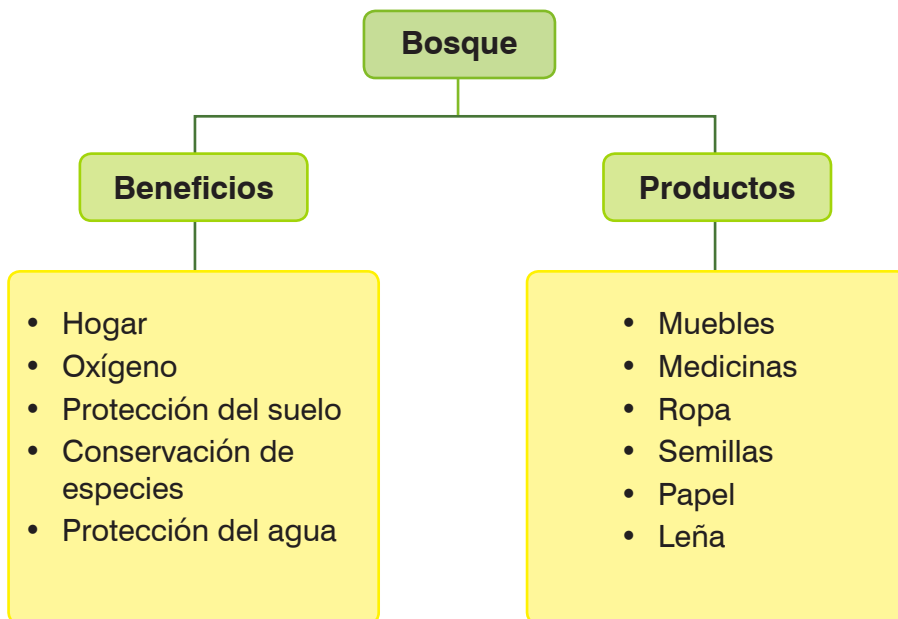 Bosque
Beneficios
Productos
• Hogar
• Oxígeno
• Protección del suelo
• Conservación de
especies
• Protección del agua
• Muebles
• Medicinas
• Ropa
• Semillas
• Papel
• Leña